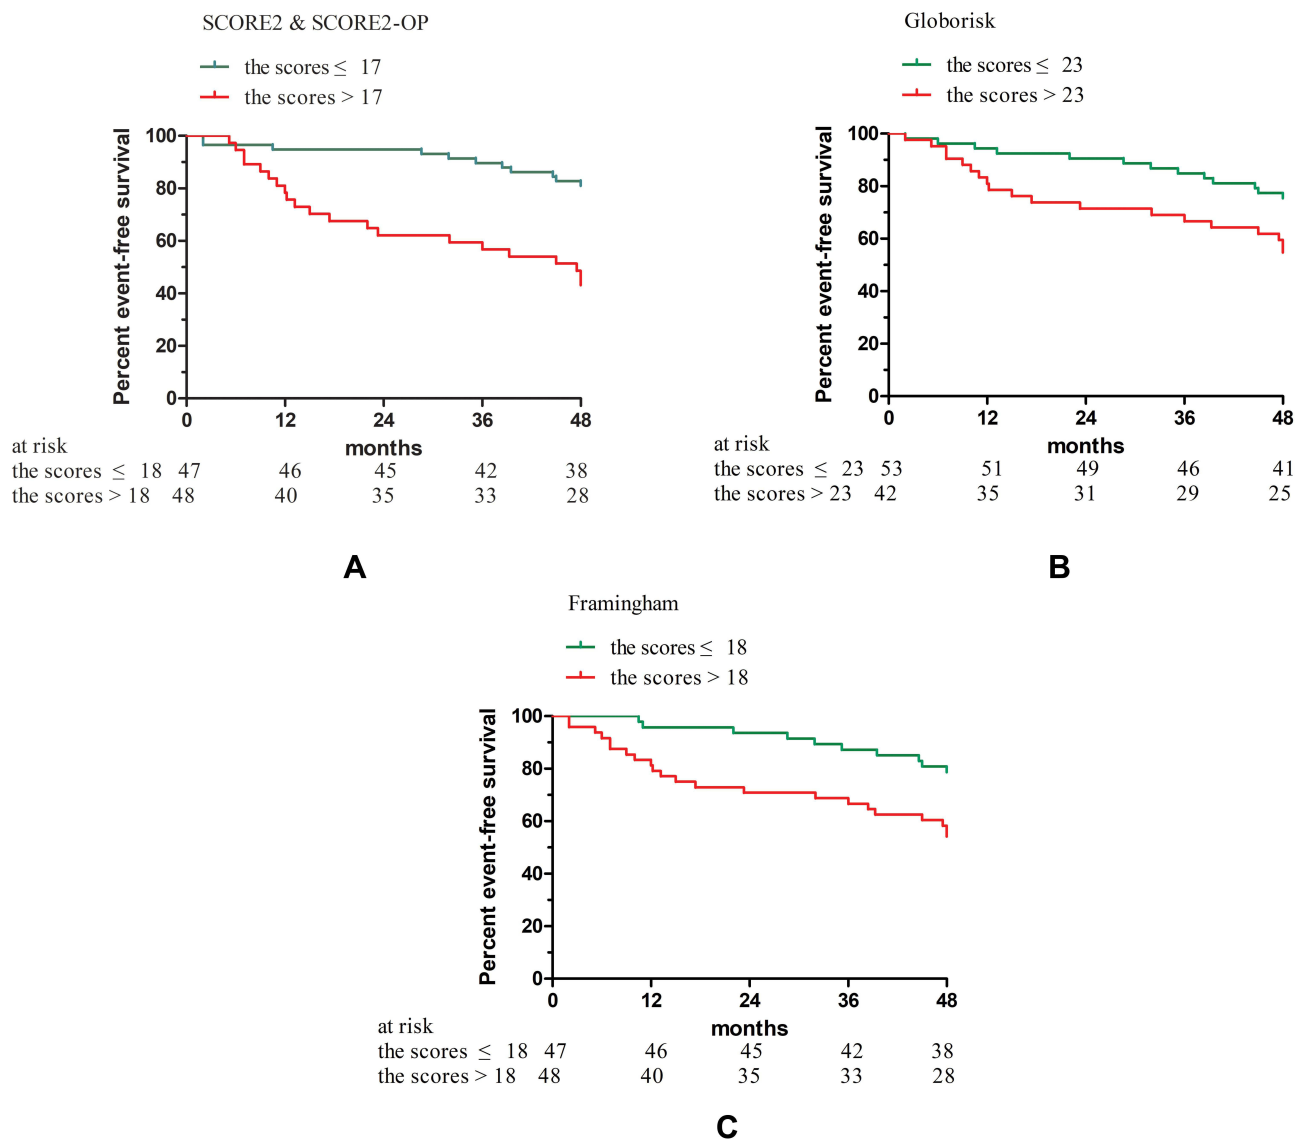 SCORE2 & SCORE2-OP
the scores ≤ 17
the scores > 17
Percent event-free survival
100
80
60
40
20
0
0 12 24 36 48
months
at risk
the scores ≤ 18 47 46 45 42 38
the scores > 18 48 40 35 33 28
A
Globorisk
the scores ≤ 23
the scores > 23
Percent event-free survival
100
80
60
40
20
0
0 12 24 36 48
months
at risk
the scores ≤ 23 53 51 49 46 41
the scores > 23 42 35 31 29 25
B
Framingham
the scores ≤ 18
the scores > 18
Percent event-free survival
100
80
60
40
20
0
0 12 24 36 48
months
at risk
the scores ≤ 18 47 46 45 42 38
the scores > 18 48 40 35 33 28
C